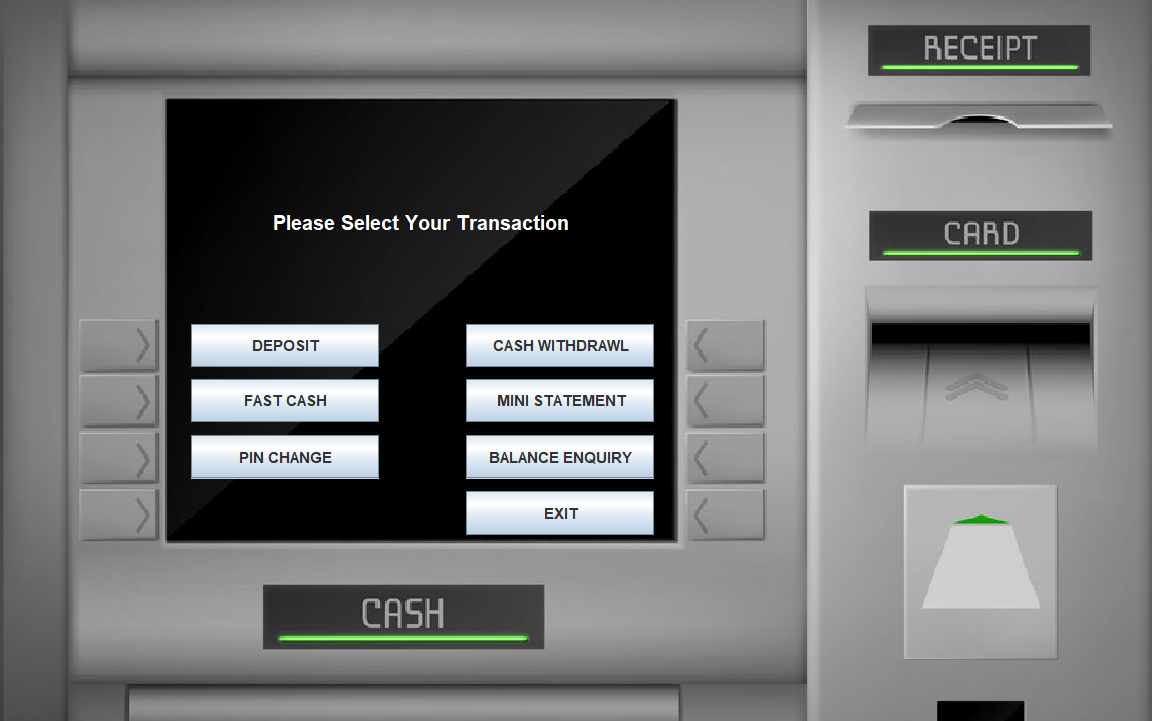 RECEIPT
Please Select Your Transaction
CARD
DEPOSIT
CASH WITHDRAWL
FAST CASH
MINI STATEMENT
PIN CHANGE
BALANCE ENQUIRY
EXIT
CASH